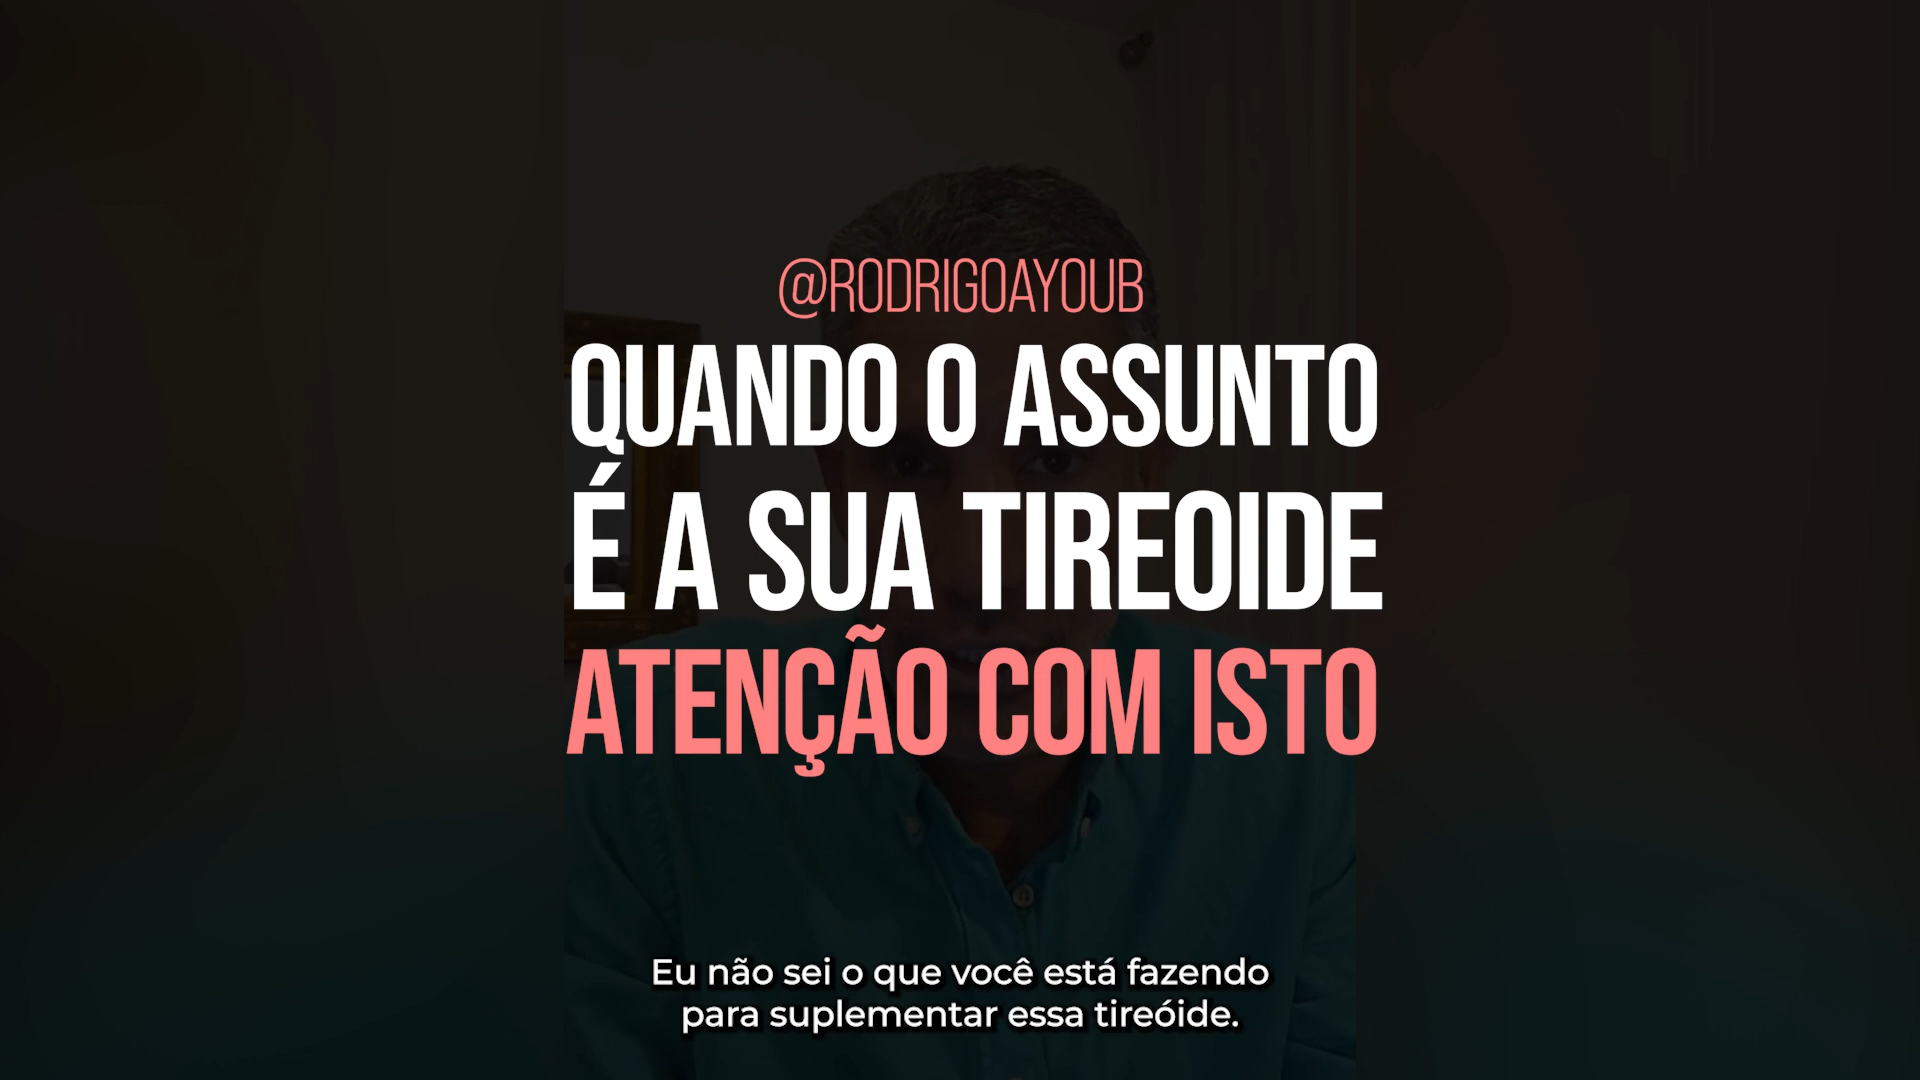 @RODRIGOAYOUB
QUANDO O ASSUNTO
É A SUA TIREOIDE
ATENÇÃO COM ISTO
Eu não sei o que você está fazendo
para suplementar essa tireóide.